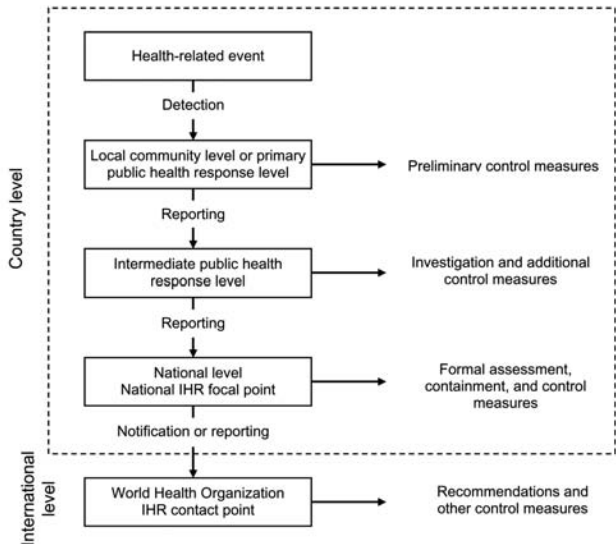 Country level
Health-related event
Detection
Local community level or primary
public health response level
Preliminary control measures
Reporting
Intermediate public health
response level
Investigation and additional
control measures
Reporting
National level
National IHR focal point
Formal assessment,
containment, and control
measures
Notification or reporting
International
level
World Health Organization
IHR contact point
Recommendations and
other control measures